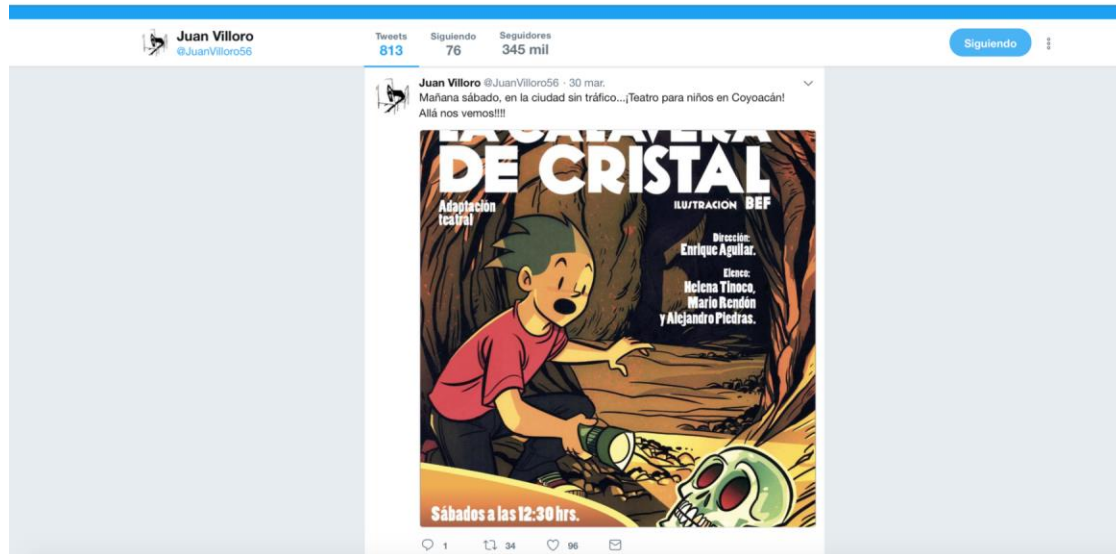 Juan Villoro
@JuanVilloro56
Tweets
813
Siguiendo
76
Seguidores
345 mil
Siguiendo
Juan Villoro @JuanVilloro56 · 30 mar.
Mañana sábado, en la ciudad sin tráfico...¡Teatro para niños en Coyoacán!
Allá nos vemos!!!!
LA CALAVERA
DE CRISTAL
Adaptación
teatral
ILUSTRACION BEF
Dirección:
Enrique Aguilar.
Elenco:
Helena Tinoco,
Mario Rendón
y Alejandro Piedras.
Sábados a las 12:30 hrs.
1 34 96